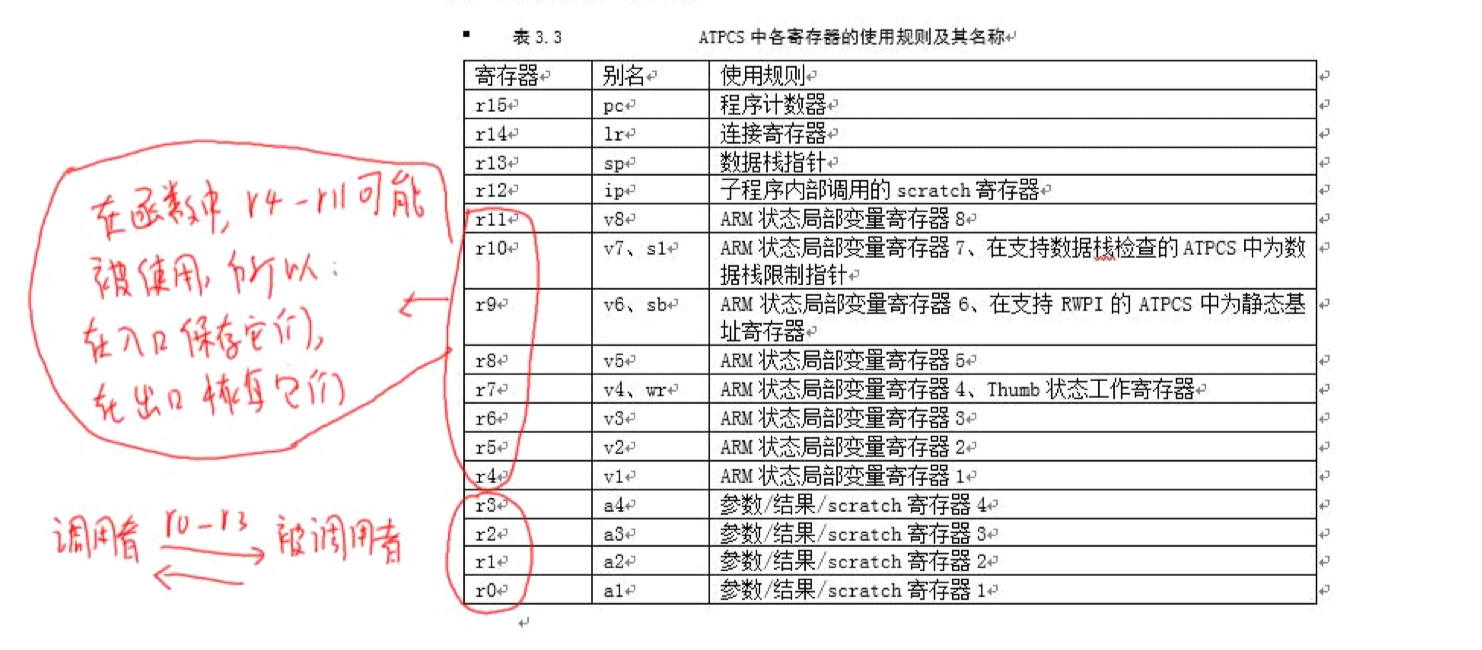 表 3.3 ATPCS 中各寄存器的使用规则及其名称
寄存器 别名 使用规则
r15 pc 程序计数器
r14 lr 连接寄存器
r13 sp 数据栈指针
r12 ip 子程序内部调用的 scratch 寄存器
r11 v8 ARM 状态局部变量寄存器 8
r10 v7、sl ARM 状态局部变量寄存器 7、在支持数据栈检查的 ATPCS 中为数
据栈限制指针
r9 v6、sb ARM 状态局部变量寄存器 6、在支持 RWPI 的 ATPCS 中为静态基
址寄存器
r8 v5 ARM 状态局部变量寄存器 5
r7 v4、wr ARM 状态局部变量寄存器 4、Thumb 状态工作寄存器
r6 v3 ARM 状态局部变量寄存器 3
r5 v2 ARM 状态局部变量寄存器 2
r4 v1 ARM 状态局部变量寄存器 1
r3 a4 参数/结果/scratch 寄存器 4
r2 a3 参数/结果/scratch 寄存器 3
r1 a2 参数/结果/scratch 寄存器 2
r0 a1 参数/结果/scratch 寄存器 1
在函数中, r4-r11可能
被使用, 所以:
在入口保存它们,
在出口恢复它们
调用者 r0-r3 被调用者